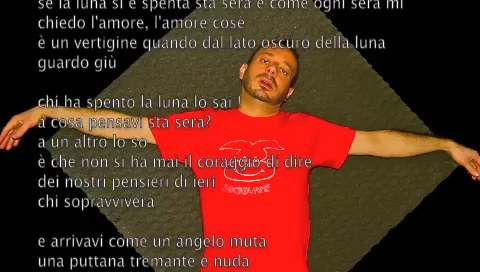 se la luna si è spenta sta sera e come ogni sera mi
chiedo l'amore, l'amore cosè
è un vertigine quando dal lato oscuro della luna
guardo giù
chi ha spento la luna lo sai
a cosa pensavi sta sera?
a un altro lo so
è che non si ha mai il coraggio di dire
dei nostri pensieri di ieri
chi sopravviverà
e arrivavi come un angelo muta
una puttana tremante e nuda